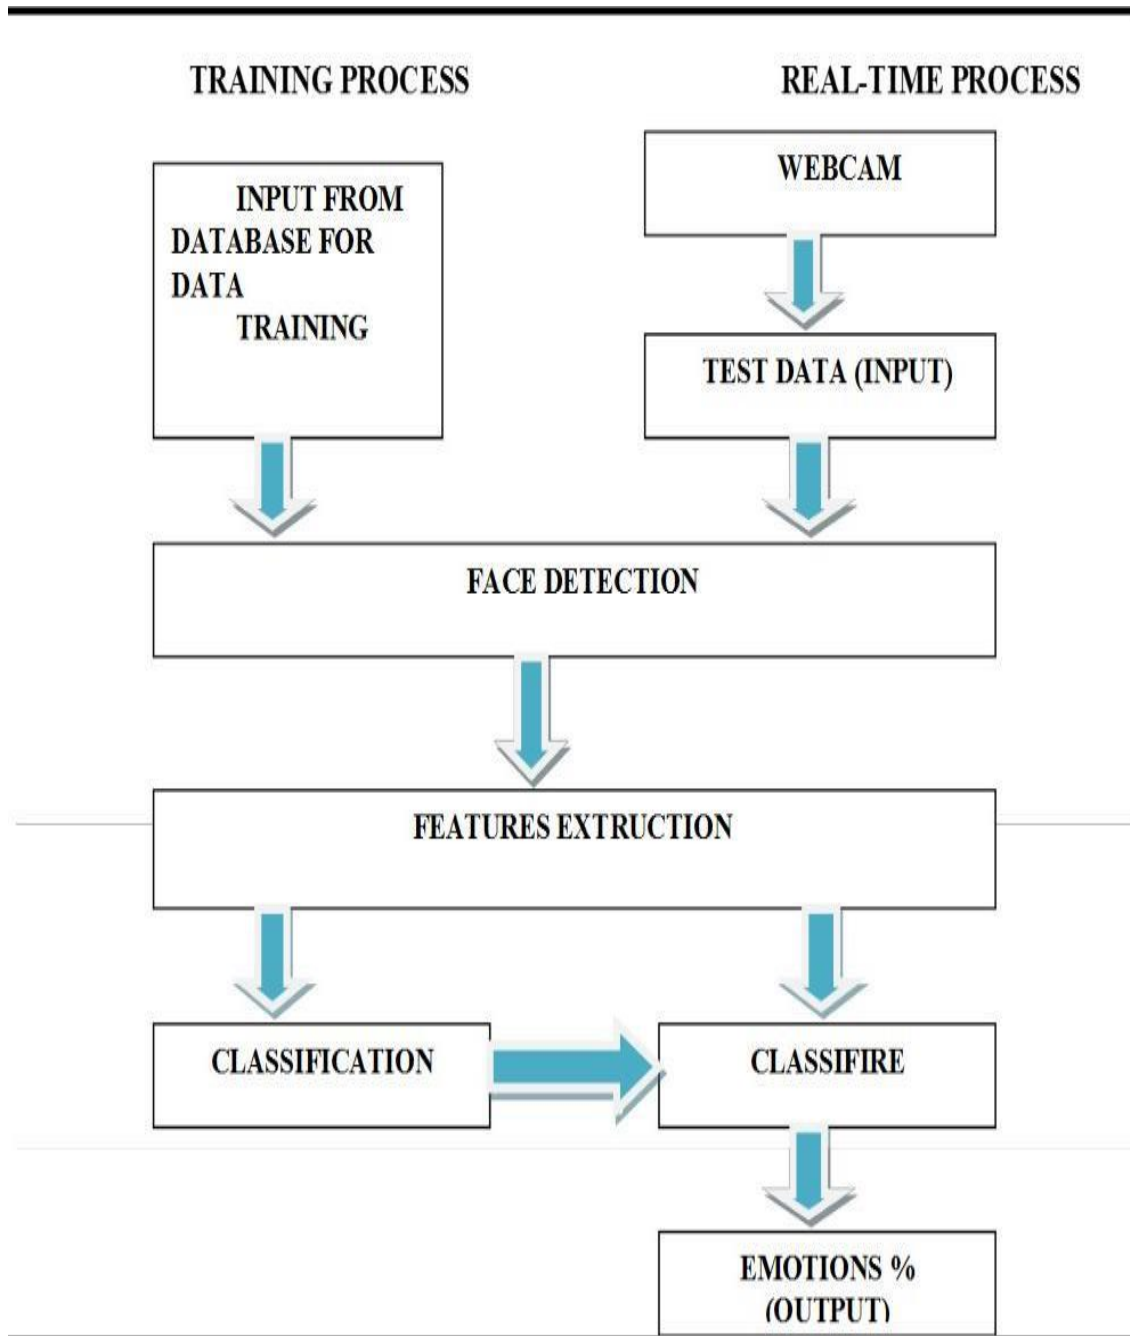 TRAINING PROCESS
REAL-TIME PROCESS
INPUT FROM
DATABASE FOR
DATA
TRAINING
WEBCAM
TEST DATA (INPUT)
FACE DETECTION
FEATURES EXTRUCTION
CLASSIFICATION
CLASSIFIRE
EMOTIONS %
(OUTPUT)